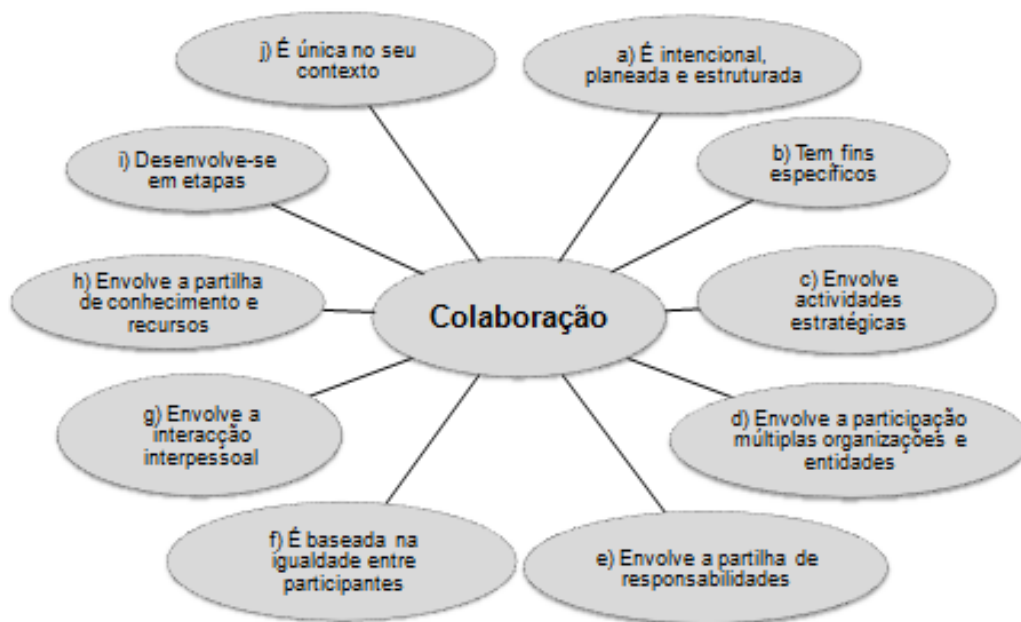 j) É única no seu
contexto
a) É intencional,
planeada e estruturada
i) Desenvolve-se
em etapas
b) Tem fins
específicos
h) Envolve a partilha
de conhecimento e
recursos
Colaboração
c) Envolve
actividades
estratégicas
g) Envolve a
interacção
interpessoal
d) Envolve a participação
múltiplas organizações e
entidades
f) É baseada na
igualdade entre
participantes
e) Envolve a partilha de
responsabilidades